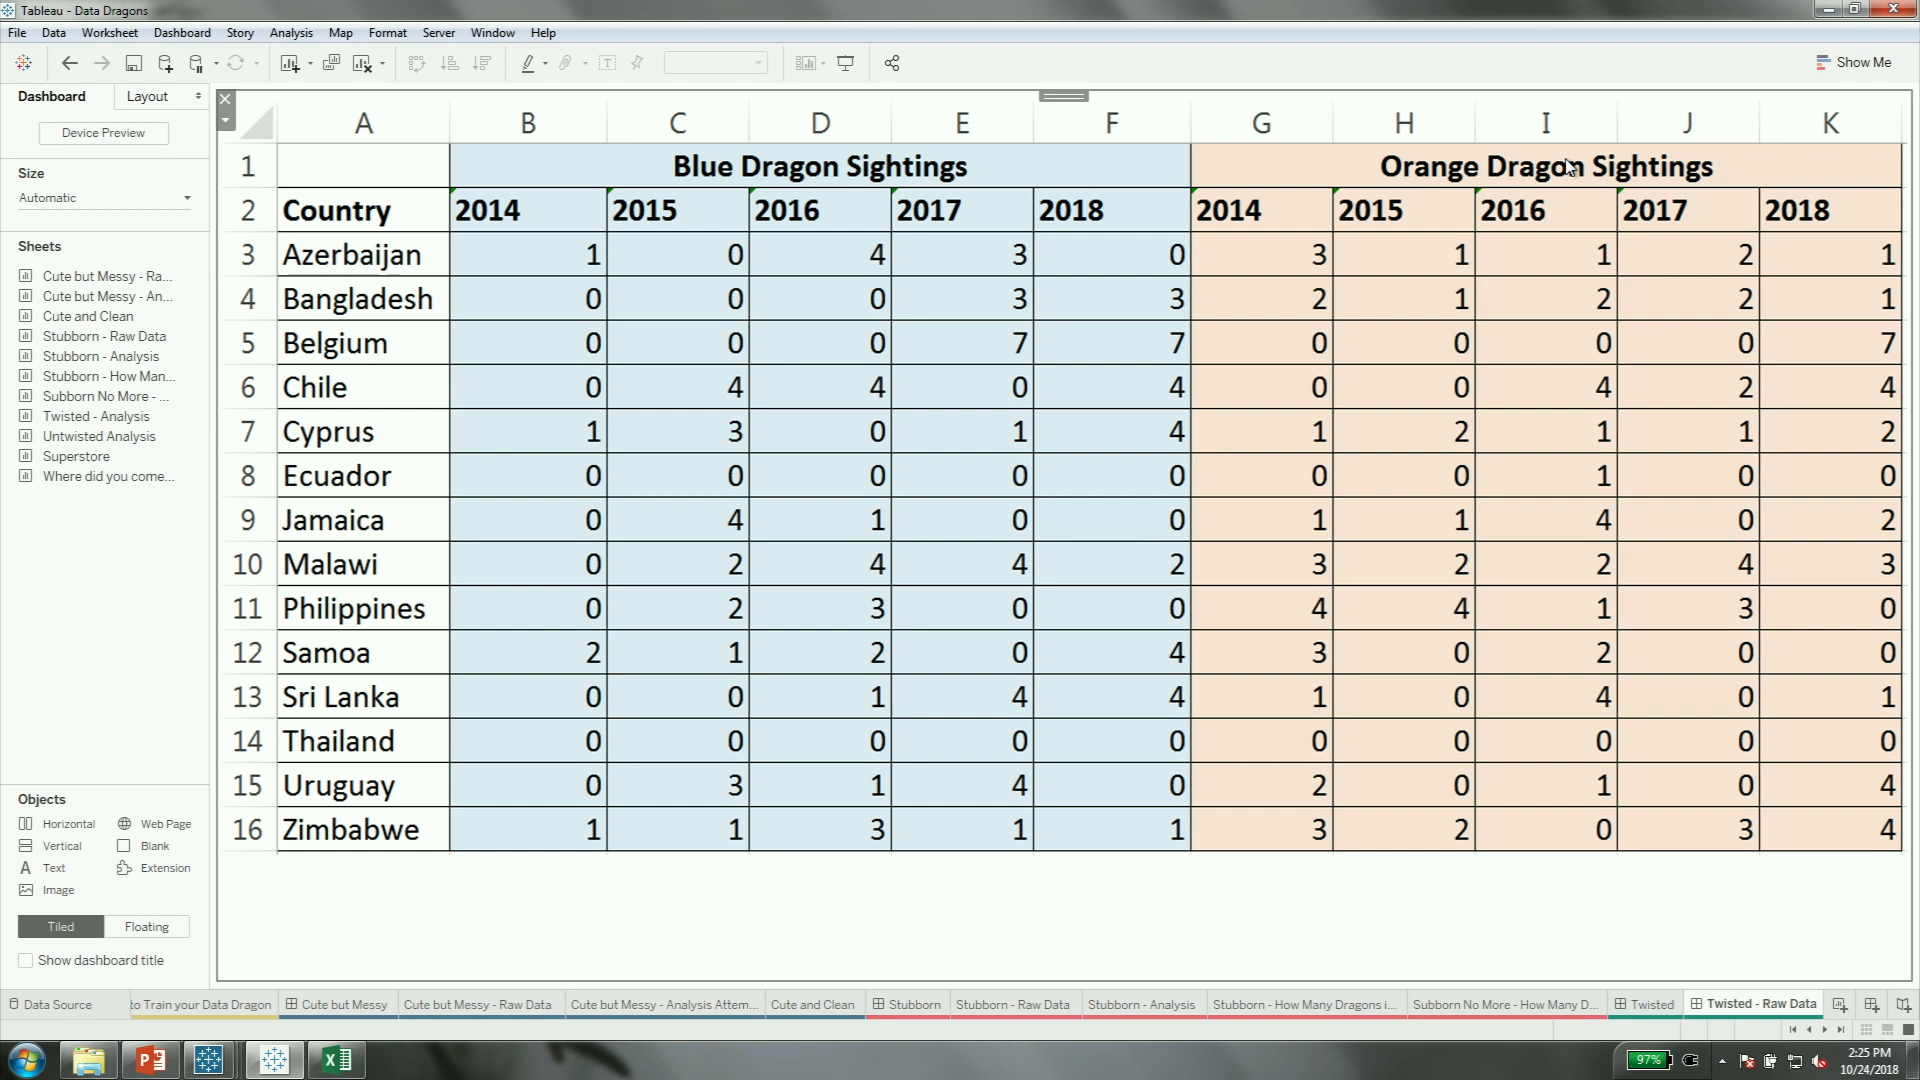 Tableau - Data Dragons
File Data Worksheet Dashboard Story Analysis Map Format Server Window Help
Show Me
Dashboard Layout
Device Preview
Size
Automatic
Sheets
Cute but Messy - Ra...
Cute but Messy - An...
Cute and Clean
Stubborn - Raw Data
Stubborn - Analysis
Stubborn - How Man...
Subborn No More - ...
Twisted - Analysis
Untwisted Analysis
Superstore
Where did you come...
Objects
Horizontal Web Page
Vertical Blank
A Text Extension
Image
Tiled Floating
Show dashboard title
A B C D E F G H I J K
1 Blue Dragon Sightings Orange Dragon Sightings
2 Country 2014 2015 2016 2017 2018 2014 2015 2016 2017 2018
3 Azerbaijan 1 0 4 3 0 3 1 1 2 1
4 Bangladesh 0 0 0 3 3 2 1 2 2 1
5 Belgium 0 0 0 7 7 0 0 0 0 7
6 Chile 0 4 4 0 4 0 0 4 2 4
7 Cyprus 1 3 0 1 4 1 2 1 1 2
8 Ecuador 0 0 0 0 0 0 0 1 0 0
9 Jamaica 0 4 1 0 0 1 1 4 0 2
10 Malawi 0 2 4 4 2 3 2 2 4 3
11 Philippines 0 2 3 0 0 4 4 1 3 0
12 Samoa 2 1 2 0 4 3 0 2 0 0
13 Sri Lanka 0 0 1 4 4 1 0 4 0 1
14 Thailand 0 0 0 0 0 0 0 0 0 0
15 Uruguay 0 3 1 4 0 2 0 1 0 4
16 Zimbabwe 1 1 3 1 1 3 2 0 3 4
Data Source to Train your Data Dragon Cute but Messy Cute but Messy - Raw Data Cute but Messy - Analysis Attem... Cute and Clean Stubborn Stubborn - Raw Data Stubborn - Analysis Stubborn - How Many Dragons i... Subborn No More - How Many D... Twisted Twisted - Raw Data
97% 2:25 PM
10/24/2018